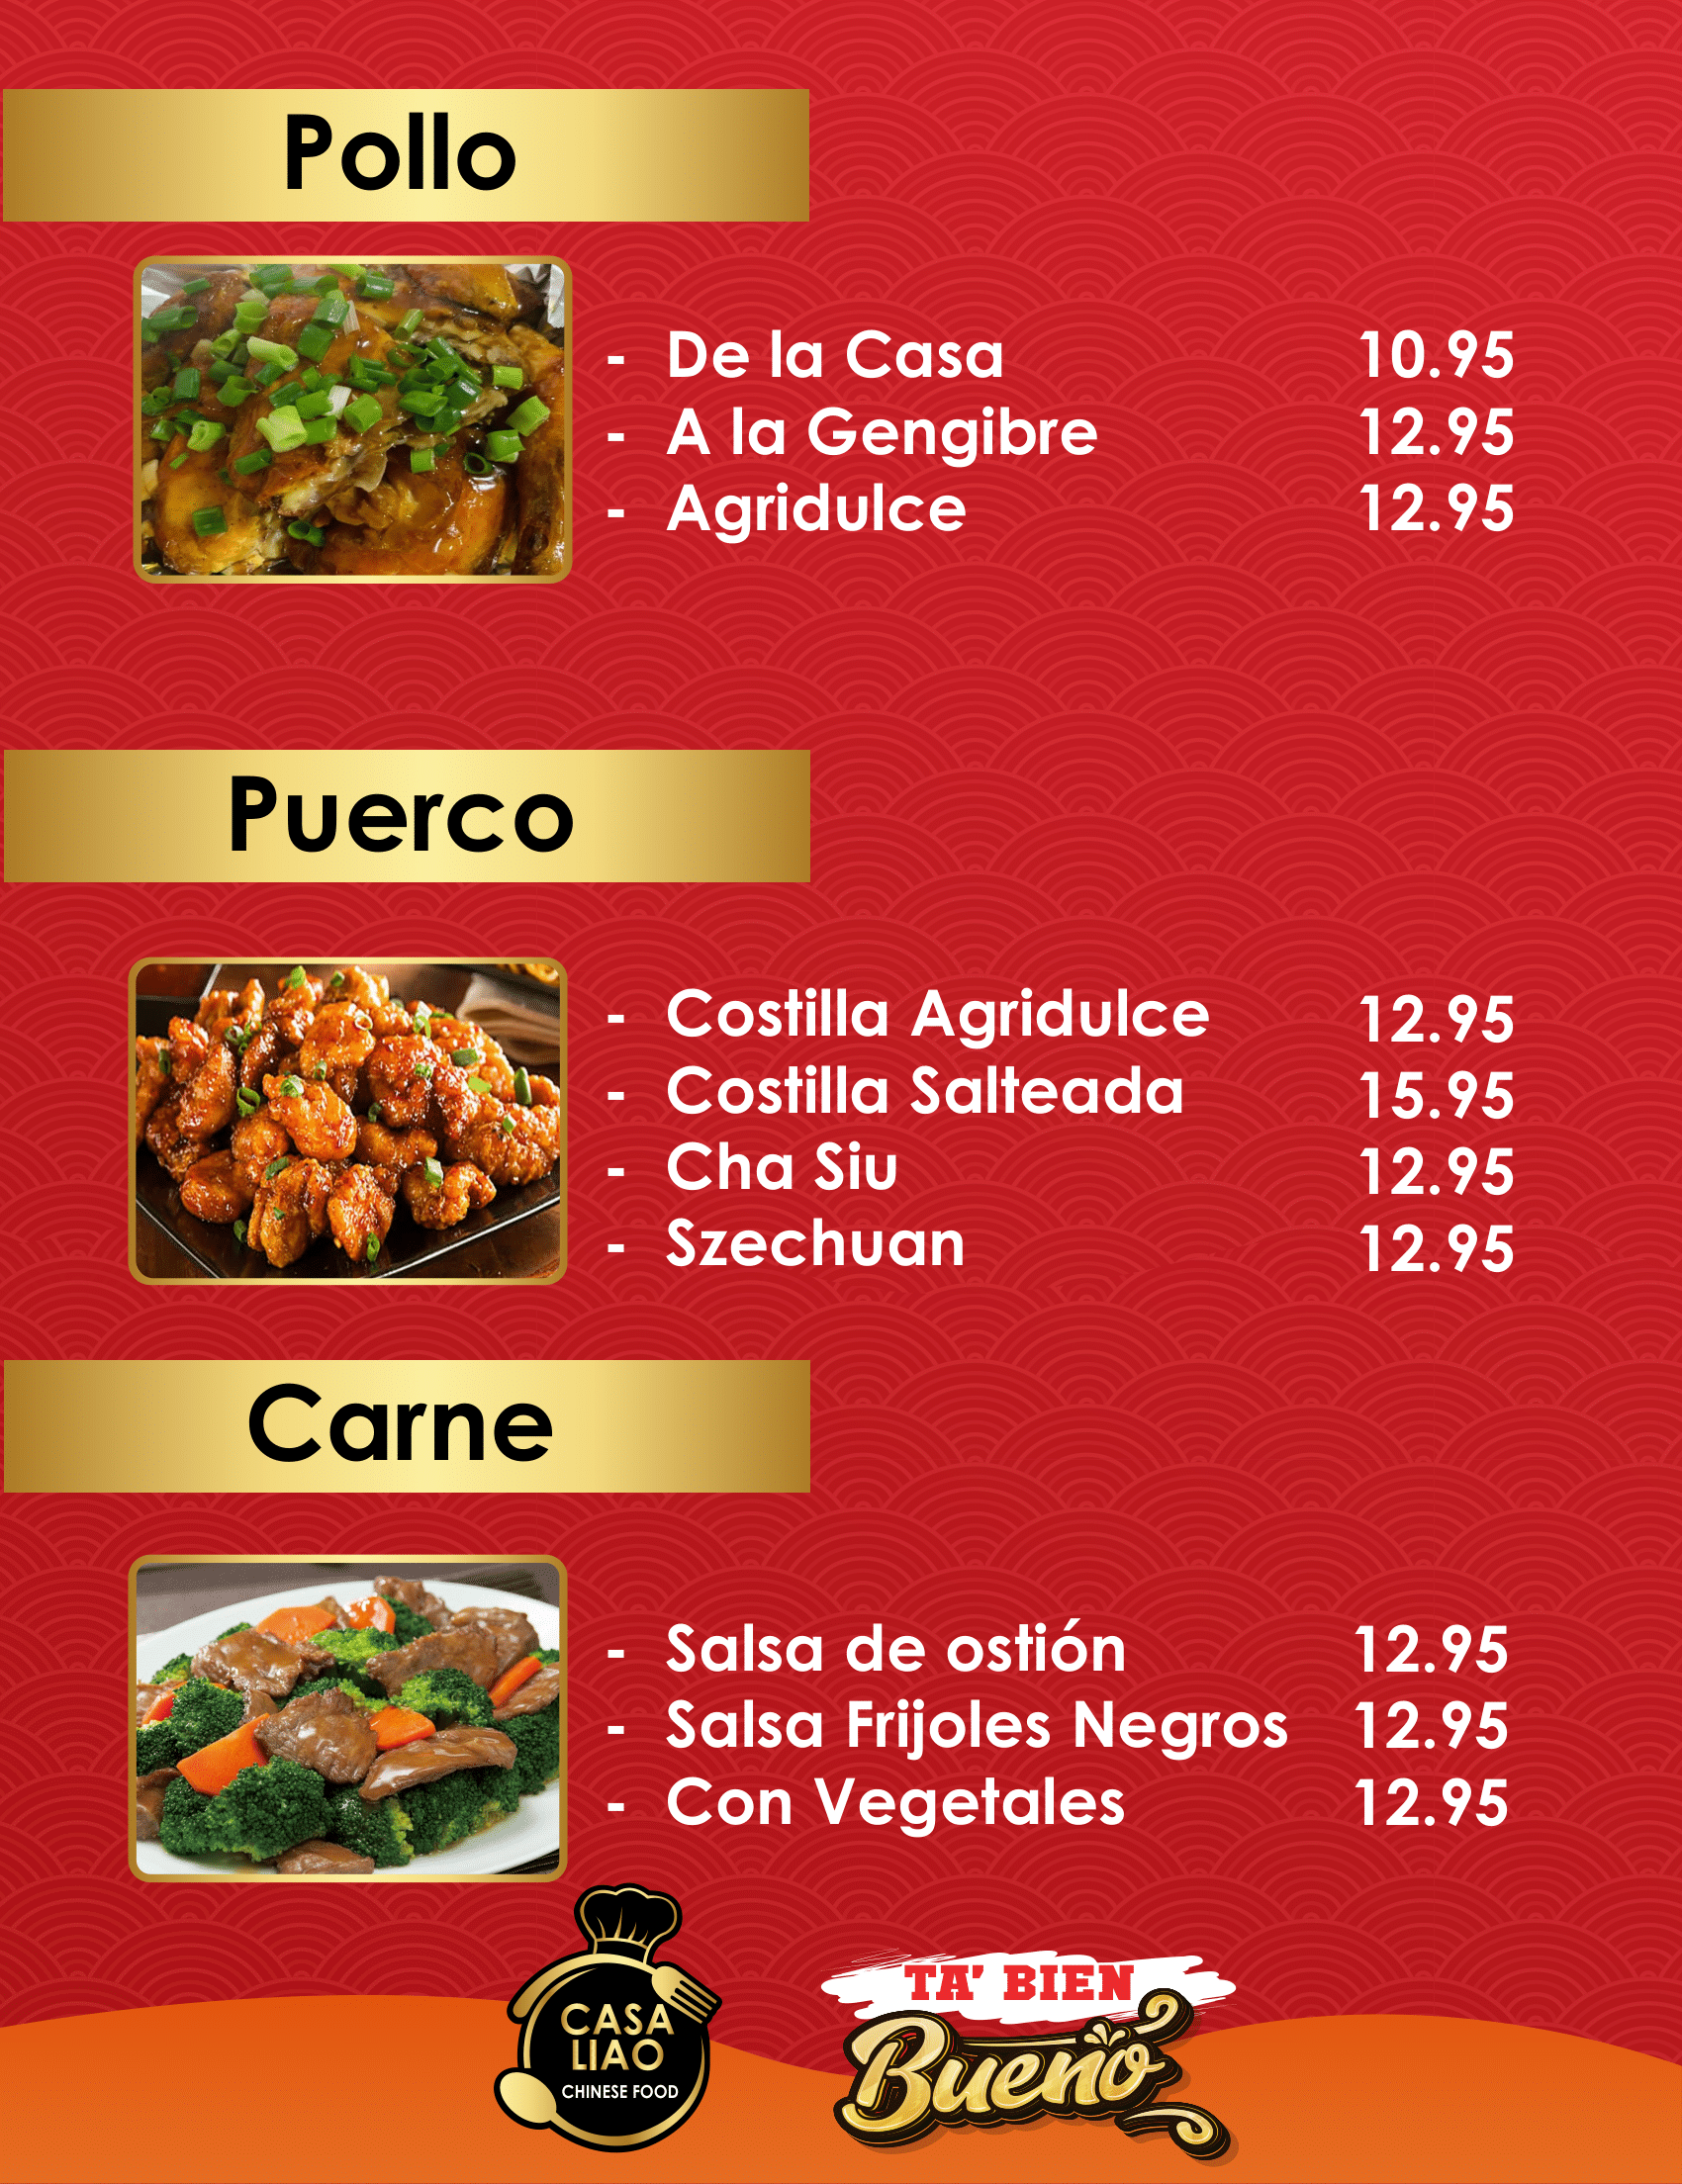 Pollo
- De la Casa 10.95
- A la Gengibre 12.95
- Agridulce 12.95
Puerco
- Costilla Agridulce 12.95
- Costilla Salteada 15.95
- Cha Siu 12.95
- Szechuan 12.95
Carne
- Salsa de ostión 12.95
- Salsa Frijoles Negros 12.95
- Con Vegetales 12.95
CASA
LIAO
CHINESE FOOD
TA' BIEN
Bueno